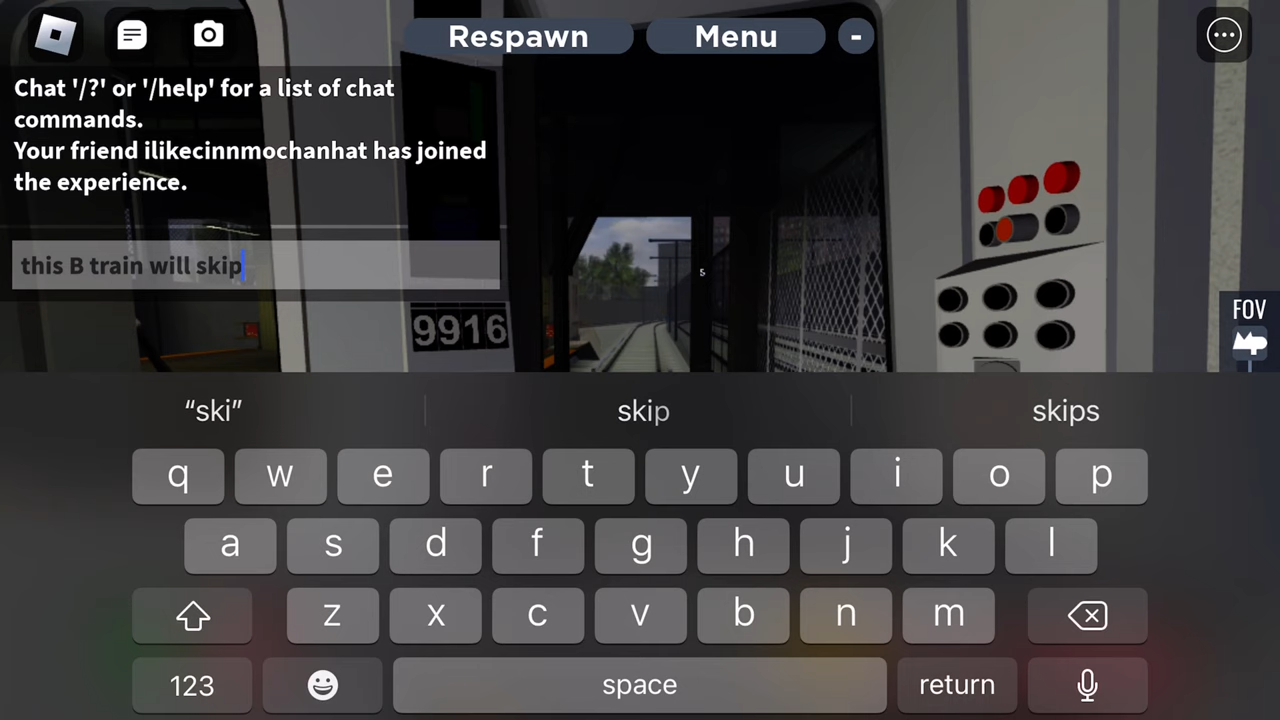 Respawn
Menu
-
Chat '/?' or '/help' for a list of chat
commands.
Your friend ilikecinnmochanhat has joined
the experience.
this B train will skip
5
9916
FOV
“ski”
skip
skips
q w e r t y u i o p
a s d f g h j k l
z x c v b n m
123
space
return